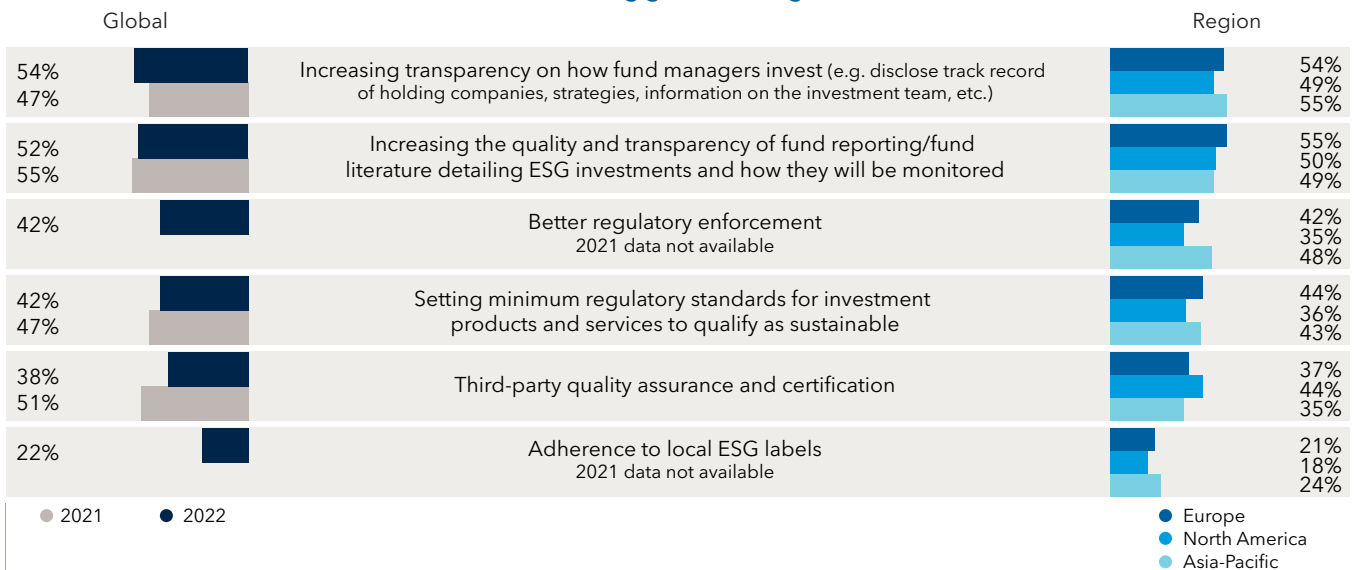 Global
Region
54%
47%
Increasing transparency on how fund managers invest (e.g. disclose track record
of holding companies, strategies, information on the investment team, etc.)
54%
49%
55%
52%
55%
Increasing the quality and transparency of fund reporting/fund
literature detailing ESG investments and how they will be monitored
55%
50%
49%
42%
Better regulatory enforcement
2021 data not available
42%
35%
48%
42%
47%
Setting minimum regulatory standards for investment
products and services to qualify as sustainable
44%
36%
43%
38%
51%
Third-party quality assurance and certification
37%
44%
35%
22%
Adherence to local ESG labels
2021 data not available
21%
18%
24%
2021
2022
Europe
North America
Asia-Pacific